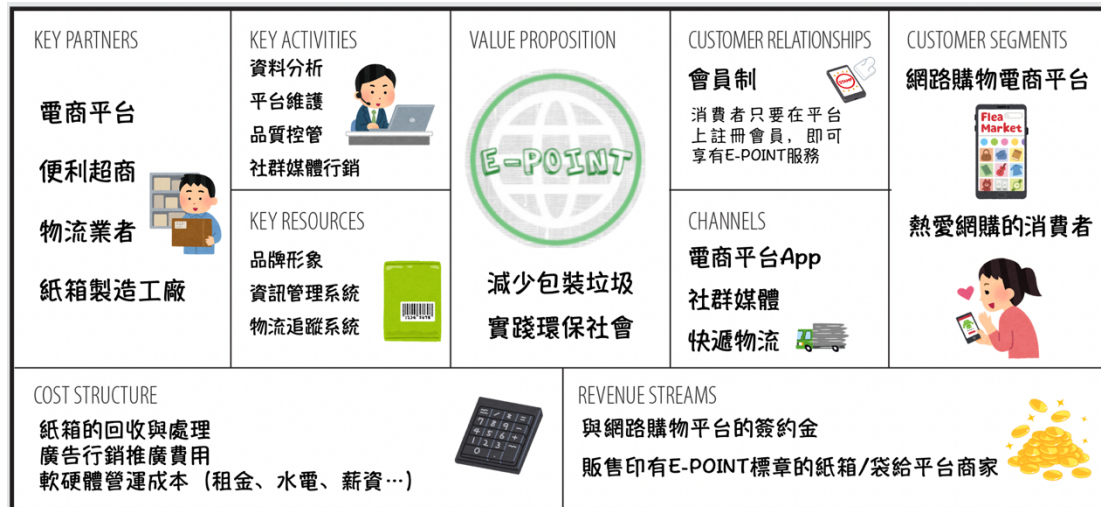 KEY PARTNERS
電商平台
便利超商
物流業者
紙箱製造工廠
KEY ACTIVITIES
資料分析
平台維護
品質控管
社群媒體行銷
KEY RESOURCES
品牌形象
資訊管理系統
物流追蹤系統
VALUE PROPOSITION
E-POINT
減少包裝垃圾
實踐環保社會
CUSTOMER RELATIONSHIPS
會員制
消費者只要在平台
上註冊會員，即可
享有E-POINT服務
CHANNELS
電商平台App
社群媒體
快遞物流
CUSTOMER SEGMENTS
網路購物電商平台
Flea
Market
熱愛網購的消費者
COST STRUCTURE
紙箱的回收與處理
廣告行銷推廣費用
軟硬體營運成本（租金、水電、薪資…）
7 8 9
4 5 6 +
1 2 3
0
REVENUE STREAMS
與網路購物平台的簽約金
販售印有E-POINT標章的紙箱/袋給平台商家